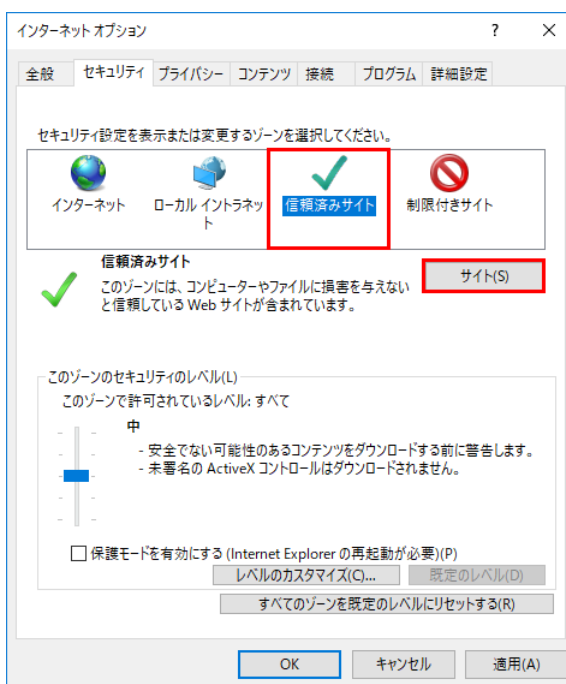 インターネット オプション ? ×
全般 セキュリティ プライバシー コンテンツ 接続 プログラム 詳細設定
セキュリティ設定を表示または変更するゾーンを選択してください。
インターネット ローカル イントラネッ 信頼済みサイト 制限付きサイト
ト
信頼済みサイト
サイト(S)
このゾーンには、コンピューターやファイルに損害を与えない
と信頼している Web サイトが含まれています。
このゾーンのセキュリティのレベル(L)
このゾーンで許可されているレベル: すべて
中
- 安全でない可能性のあるコンテンツをダウンロードする前に警告します。
- 未署名の ActiveX コントロールはダウンロードされません。
保護モードを有効にする (Internet Explorer の再起動が必要)(P)
レベルのカスタマイズ(C)... 既定のレベル(D)
すべてのゾーンを既定のレベルにリセットする(R)
OK キャンセル 適用(A)